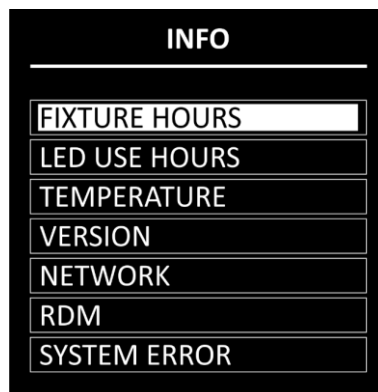 INFO
FIXTURE HOURS
LED USE HOURS
TEMPERATURE
VERSION
NETWORK
RDM
SYSTEM ERROR